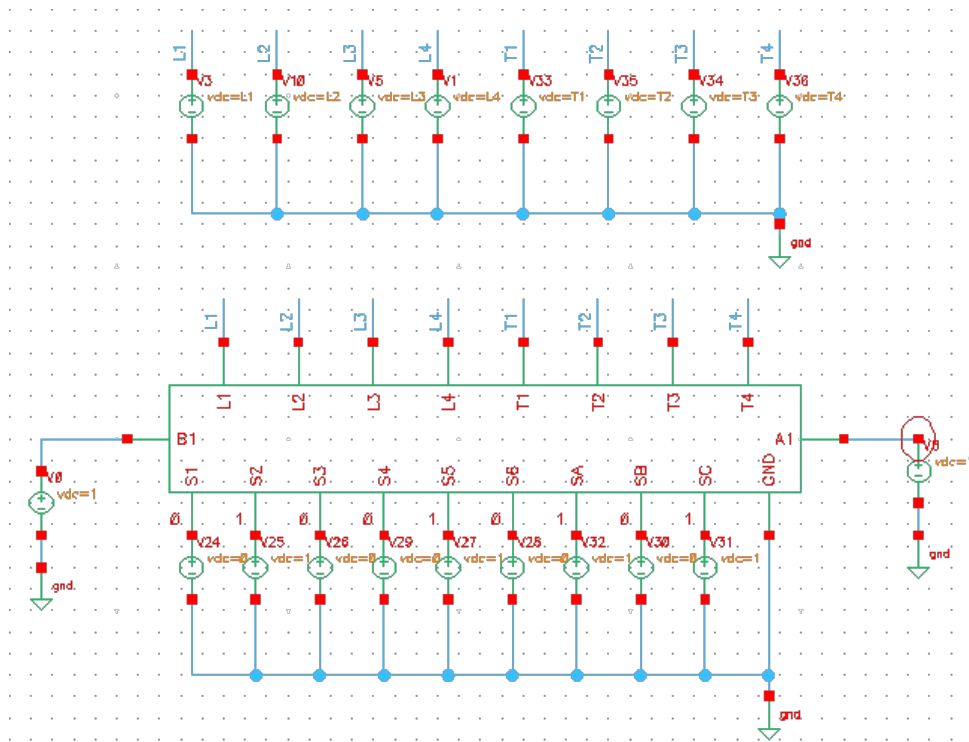 L1 L2 L3 L4 T1 T2 T3 T4
V3 V10 V5 V1 V33 V35 V34 V36
vdc=L1 vdc=L2 vdc=L3 vdc=L4 vdc=T1 vdc=T2 vdc=T3 vdc=T4
gnd
L1 L2 L3 L4 T1 T2 T3 T4
L1 L2 L3 L4 T1 T2 T3 T4
B1 A1
S1 S2 S3 S4 S5 S6 SA SB SC GND
V0
vdc=1
vdc=
0. 1. 0. 0. 1. 0. 1. 0. 1.
V24 V25 V26 V29 V27 V28 V32 V30 V31
vdc=0 vdc=1 vdc=0 vdc=0 vdc=1 vdc=0 vdc=1 vdc=0 vdc=1
gnd
gnd.
gnd